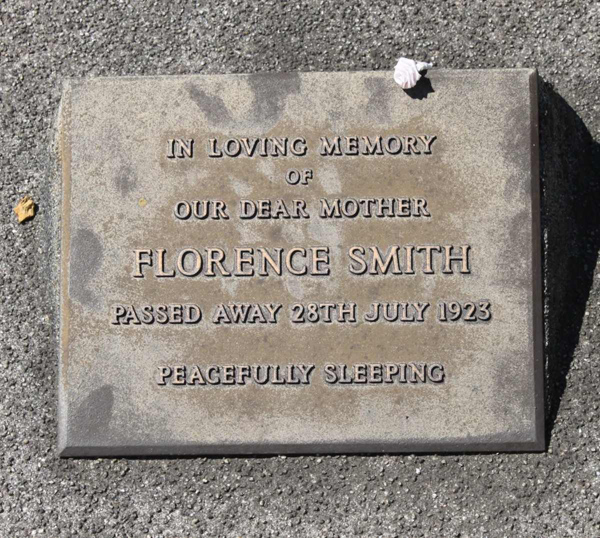 IN LOVING MEMORY
OF
OUR DEAR MOTHER
FLORENCE SMITH
PASSED AWAY 28TH JULY 1923
PEACEFULLY SLEEPING